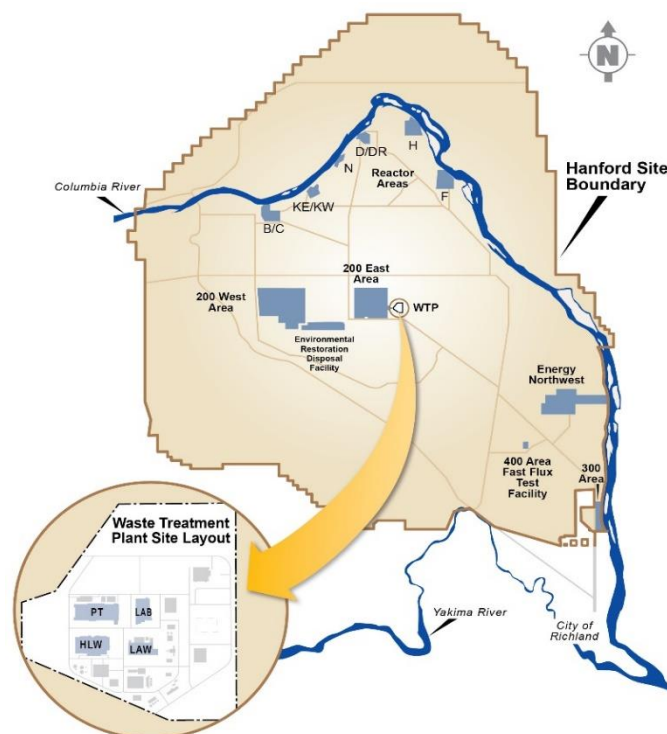 N
D/DR
H
N
Reactor
Areas
F
Columbia River
KE/KW
B/C
Hanford Site
Boundary
200 East
Area
200 West
Area
WTP
Environmental
Restoration
Disposal
Facility
Energy
Northwest
400 Area
Fast Flux
Test
Facility
300
Area
Waste Treatment
Plant Site Layout
PT
LAB
HLW
LAW
Yakima River
City of
Richland